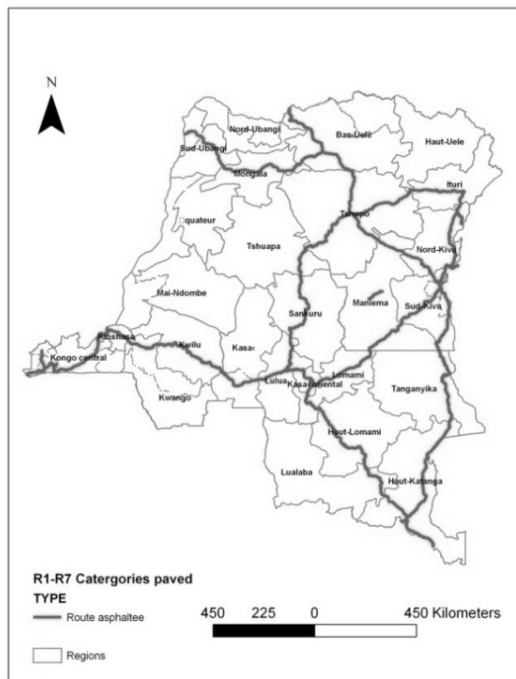 N
Nord-Ubangi
Bas-Uele
Haut-Uele
Sud-Ubangi
Mongala
Ituri
quateur
Tshopo
Tshuapa
Nord-Kivu
Mai-Ndombe
Maniema
Sud-Kivu
Sankuru
Kinshasa
Kwilu
Kasai
Kongo central
Lulua
Kasai-oriental
Lomami
Tanganyika
Kwango
Haut-Lomami
Lualaba
Haut-Katanga
R1-R7 Catergories paved
TYPE
Route asphaltee
Regions
450 225 0 450 Kilometers